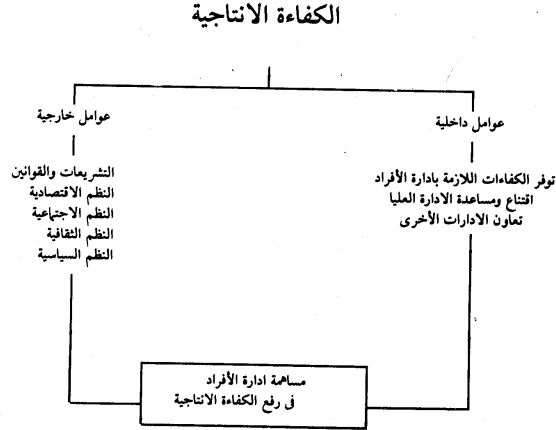 الكفاءة الانتاجية
عوامل داخلية
توفر الكفاءات اللازمة بادارة الأفراد
اقتناع ومساعدة الادارة العليا
تعاون الادارات الأخرى
عوامل خارجية
التشريعات والقوانين
النظم الاقتصادية
النظم الاجتماعية
النظم الثقافية
النظم السياسية
مساهمة ادارة الأفراد
فى رفع الكفاءة الانتاجية